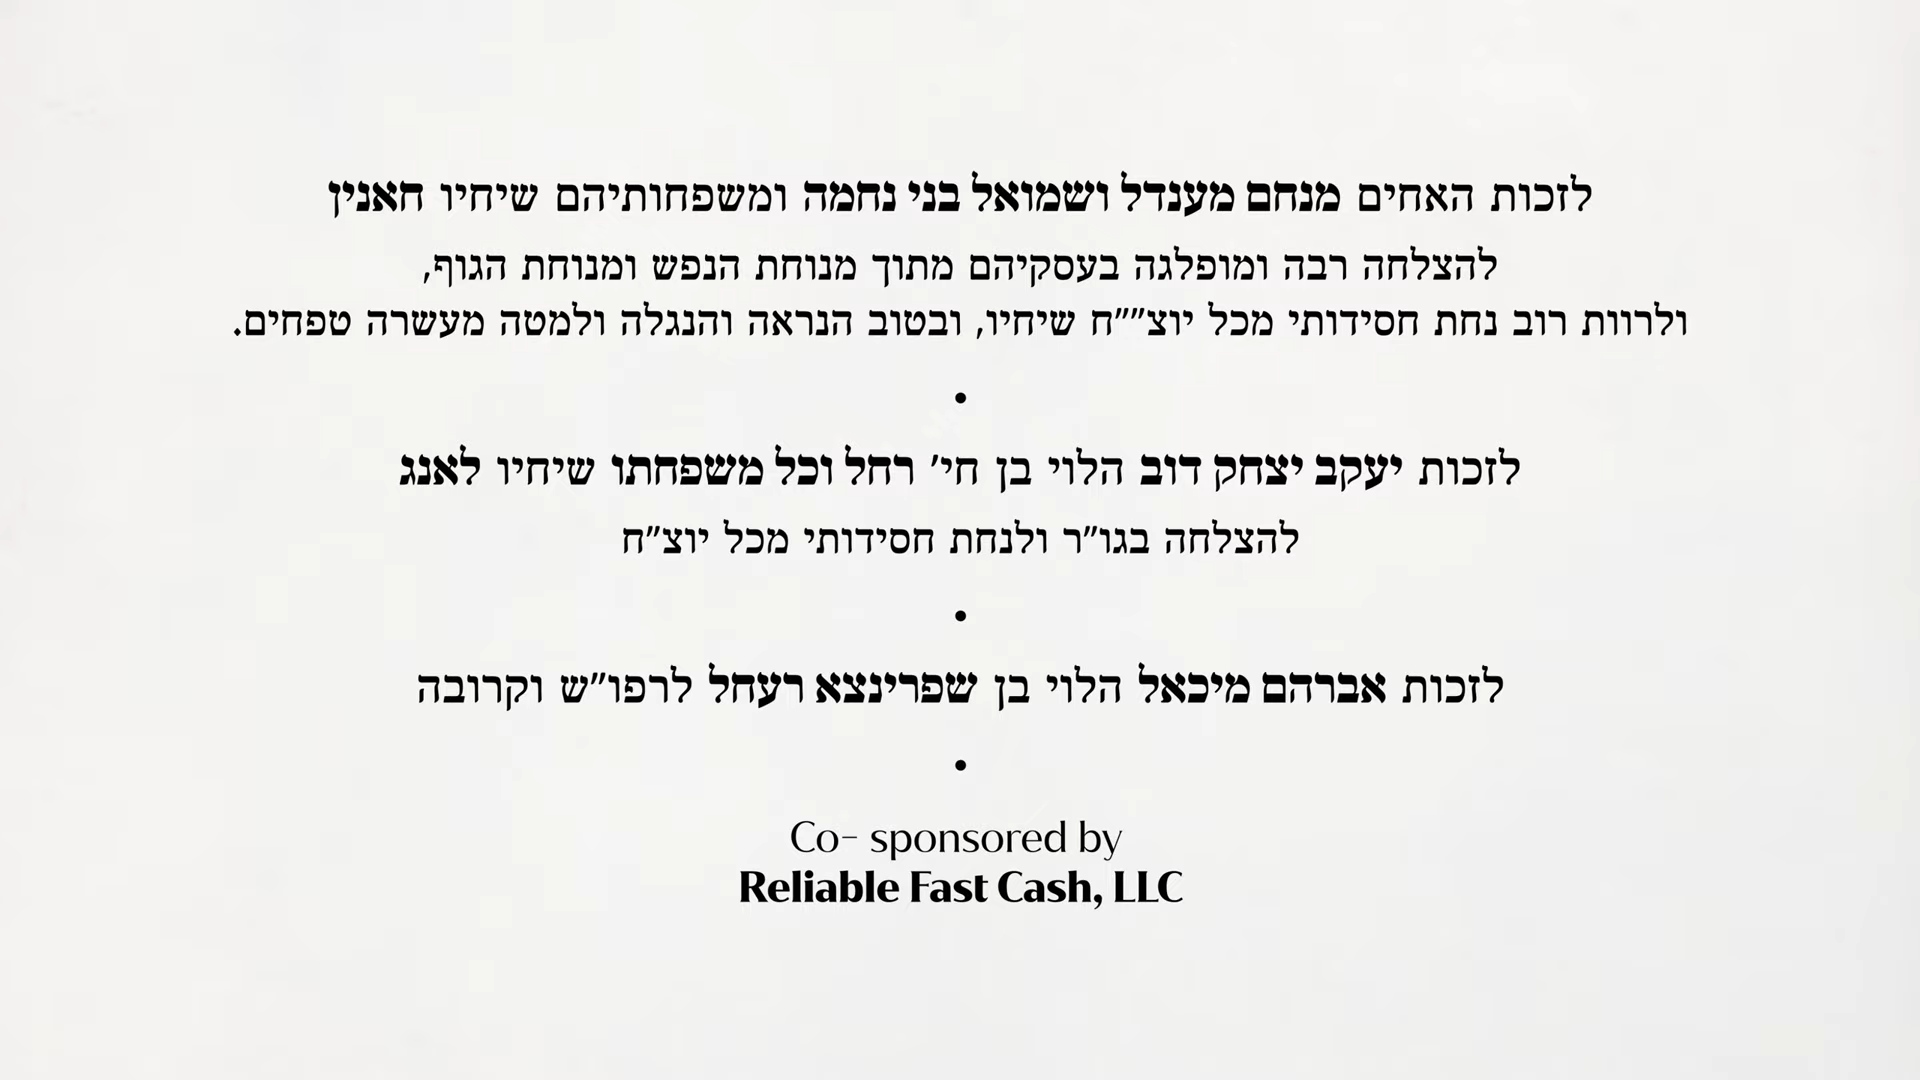 לזכות האחים מנחם מענדל ושמואל בני נחמה ומשפחותיהם שיחיו חאנין
להצלחה רבה ומופלגה בעסקיהם מתוך מנוחת הנפש ומנוחת הגוף,
ולרוות רוב נחת חסידותי מכל יוצ""ח שיחיו, ובטוב הנראה והנגלה ולמטה מעשרה טפחים.
•
לזכות יעקב יצחק דוב הלוי בן חי' רחל וכל משפחתו שיחיו לאנג
להצלחה בגו"ר ולנחת חסידותי מכל יוצ"ח
•
לזכות אברהם מיכאל הלוי בן שפרינצא רעחל לרפו"ש וקרובה
•
Co- sponsored by
Reliable Fast Cash, LLC